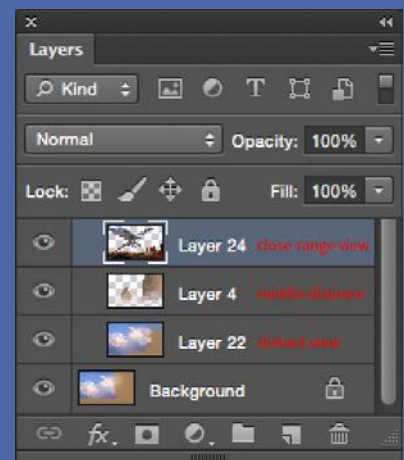 Layers
Kind
Normal Opacity: 100%
Lock: Fill: 100%
Layer 24 close-range view
Layer 4 middle-distance
Layer 22 distant view
Background
fx.